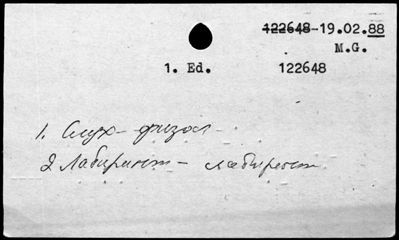 122648-19.02.88
M.G.
1. Ed. 122648
1. Слух - физиол.
2 Лабиринт - лабиринт